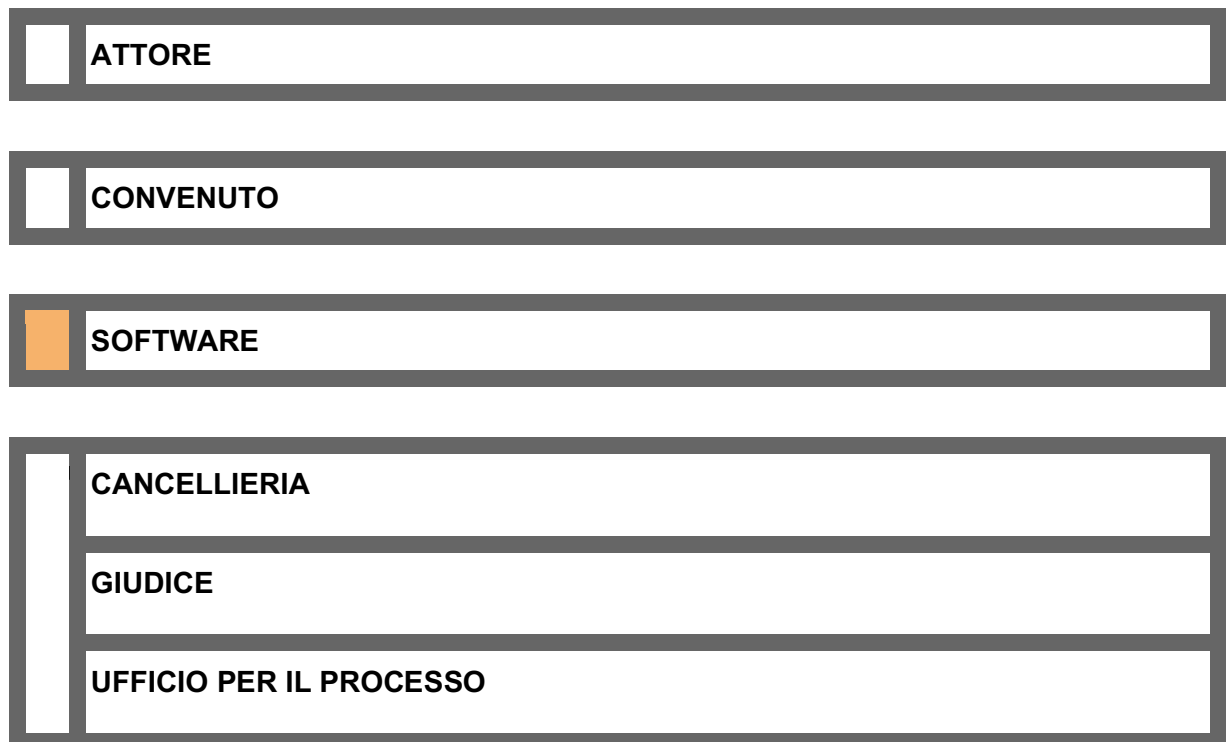 ATTORE
CONVENUTO
SOFTWARE
CANCELLIERIA
GIUDICE
UFFICIO PER IL PROCESSO